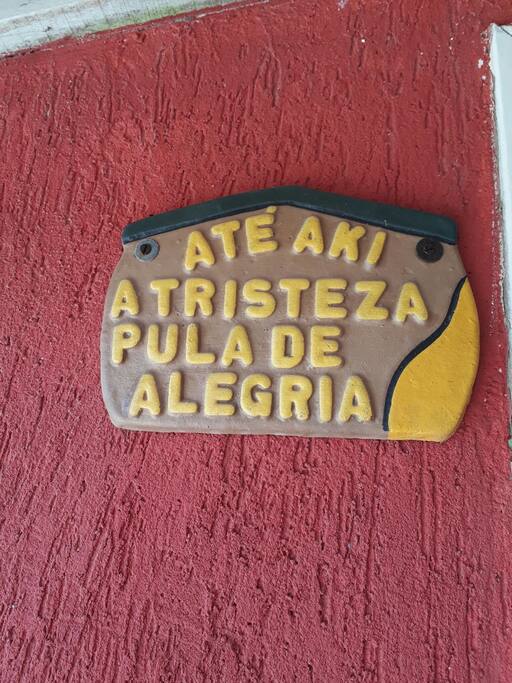 ATÉ AKI
A TRISTEZA
PULA DE
ALEGRIA